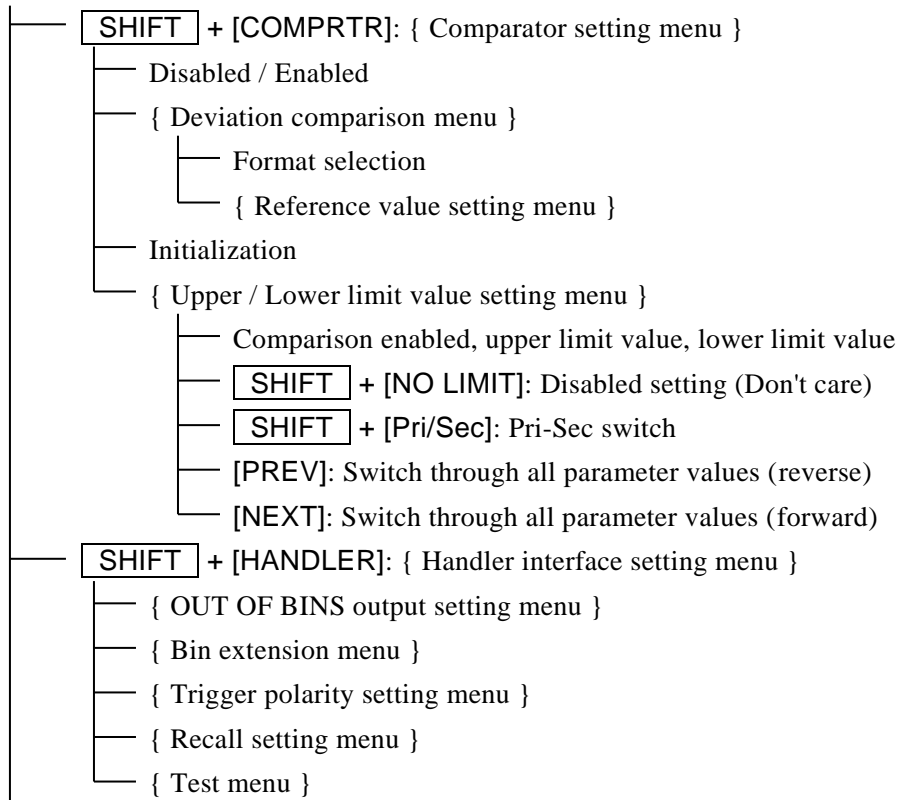 SHIFT + [COMPRTR]: { Comparator setting menu }
Disabled / Enabled
{ Deviation comparison menu }
Format selection
{ Reference value setting menu }
Initialization
{ Upper / Lower limit value setting menu }
Comparison enabled, upper limit value, lower limit value
SHIFT + [NO LIMIT]: Disabled setting (Don't care)
SHIFT + [Pri/Sec]: Pri-Sec switch
[PREV]: Switch through all parameter values (reverse)
[NEXT]: Switch through all parameter values (forward)
SHIFT + [HANDLER]: { Handler interface setting menu }
{ OUT OF BINS output setting menu }
{ Bin extension menu }
{ Trigger polarity setting menu }
{ Recall setting menu }
{ Test menu }